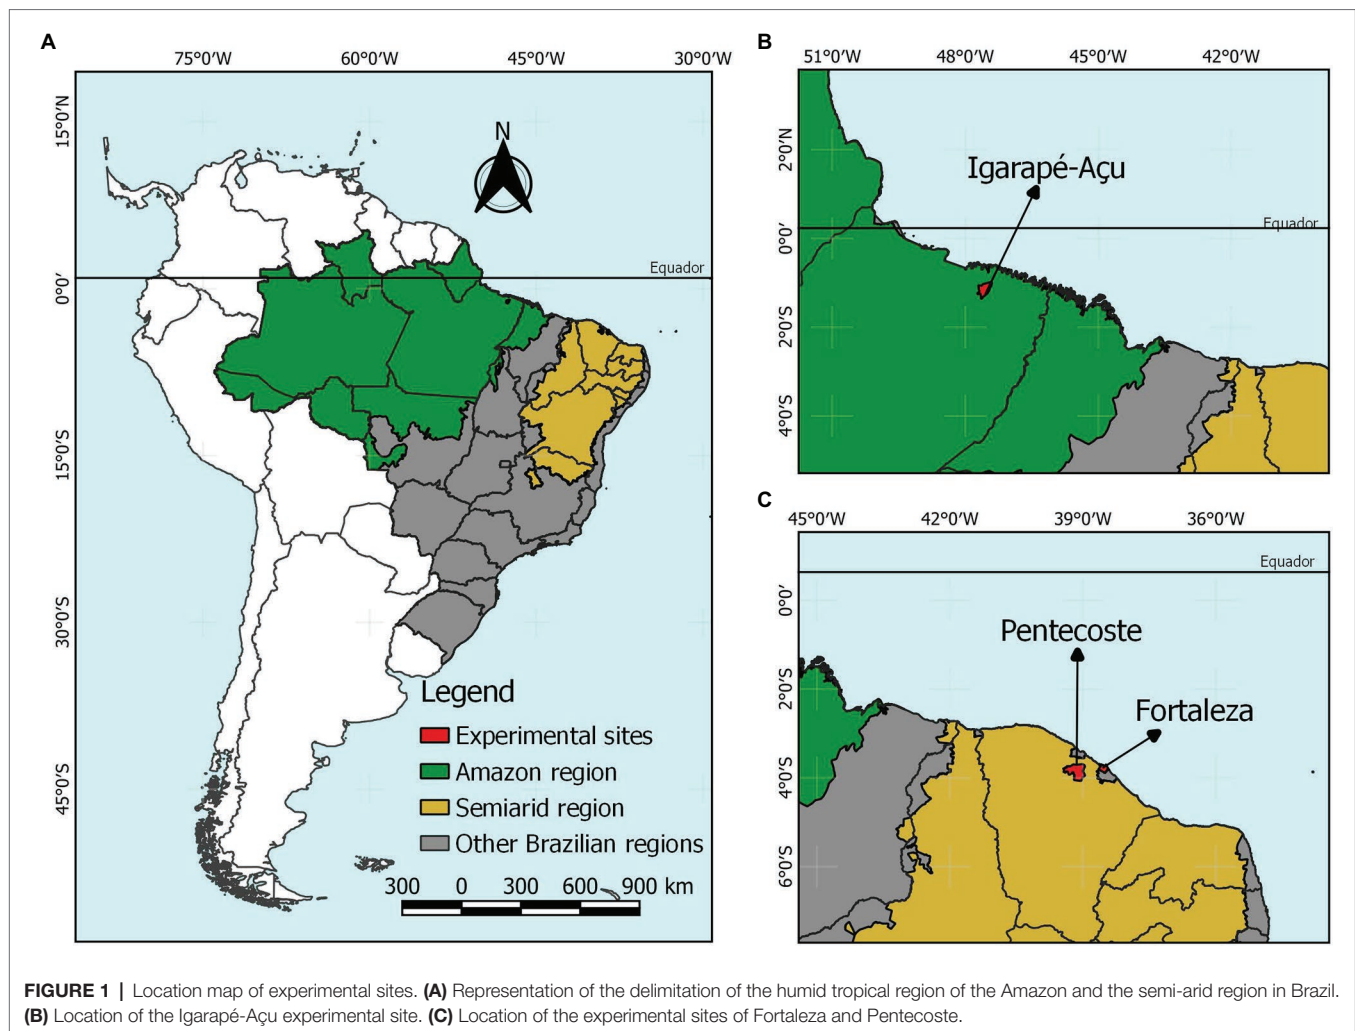 A
75°0'W 60°0'W 45°0'W 30°0'W
15°0'N
0°0'
15°0'S
30°0'S
45°0'S
N
Equador
Legend
Experimental sites
Amazon region
Semiarid region
Other Brazilian regions
300 0 300 600 900 km
B
51°0'W 48°0'W 45°0'W 42°0'W
2°0'N
0°0'
2°0'S
4°0'S
Igarapé-Açu
Equador
C
45°0'W 42°0'W 39°0'W 36°0'W
0°0'
2°0'S
4°0'S
6°0'S
Equador
Pentecoste
Fortaleza
FIGURE 1 | Location map of experimental sites. (A) Representation of the delimitation of the humid tropical region of the Amazon and the semi-arid region in Brazil.
(B) Location of the Igarapé-Açu experimental site. (C) Location of the experimental sites of Fortaleza and Pentecoste.